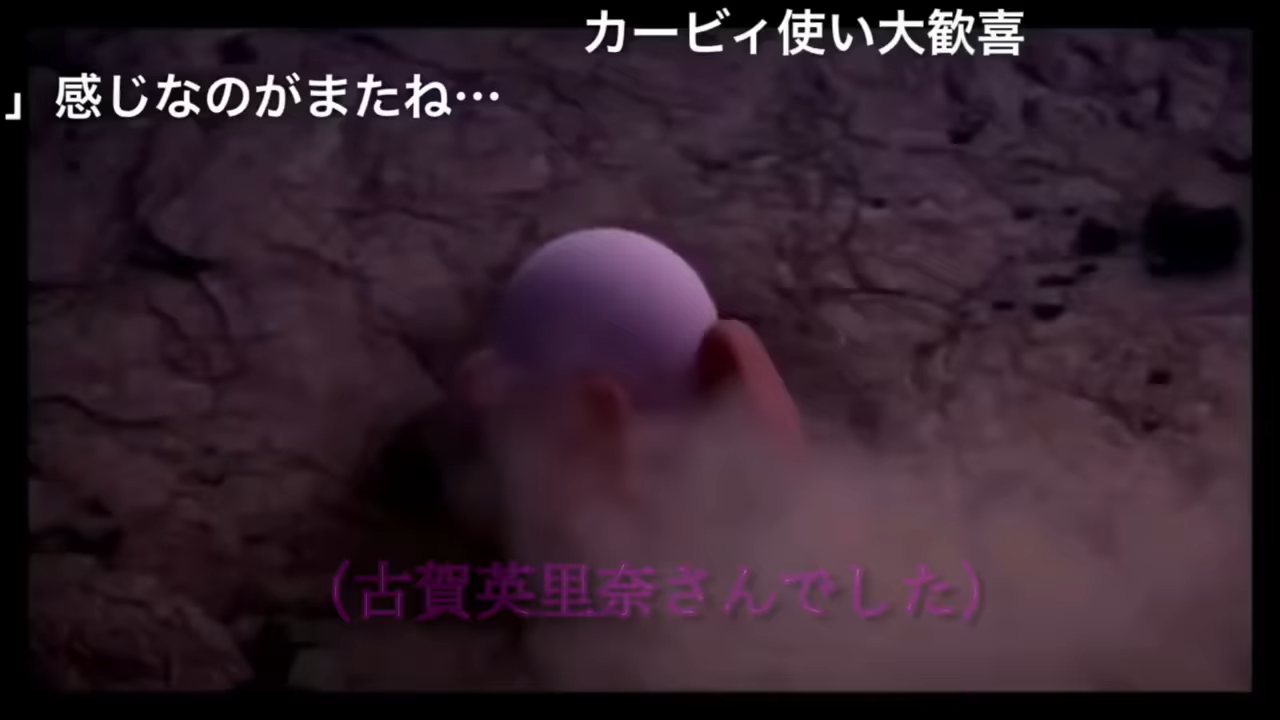 カービィ使い大歓喜
」感じなのがまたね…
（古賀英里奈さんでした）